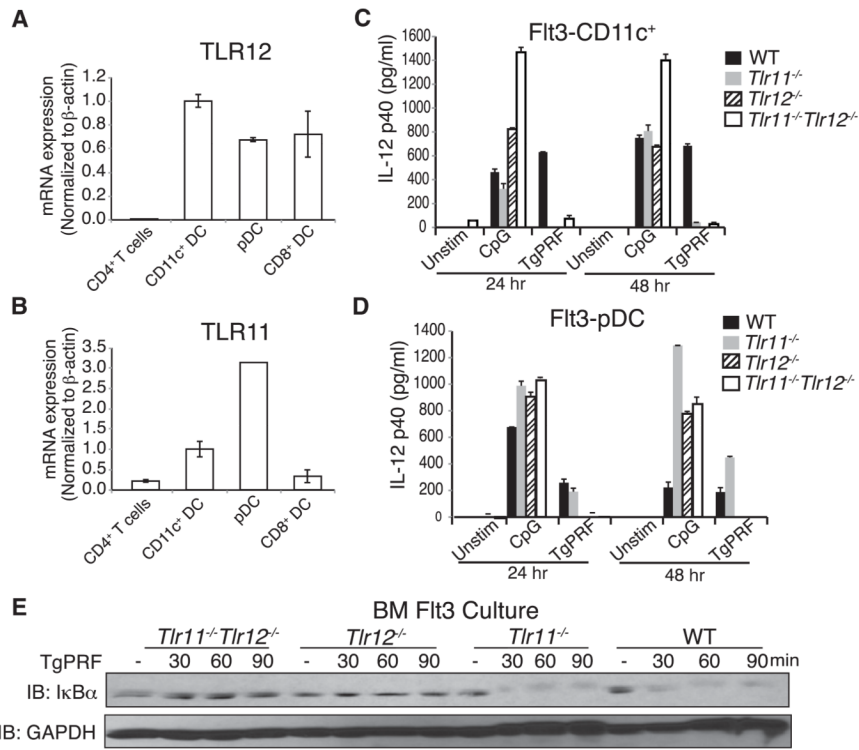 A
TLR12
mRNA expression
(Normalized to β-actin)
1.2
1.0
0.8
0.6
0.4
0.2
0.0
CD4⁺ T cells
CD11c⁺ DC
pDC
CD8⁺ DC
B
TLR11
mRNA expression
(Normalized to β-actin)
3.5
3.0
2.5
2.0
1.5
1.0
0.5
0.0
CD4⁺ T cells
CD11c⁺ DC
pDC
CD8⁺ DC
C
Flt3-CD11c⁺
IL-12 p40 (pg/ml)
1600
1400
1200
1000
800
600
400
200
0
Unstim
CpG
TgPRF
Unstim
CpG
TgPRF
24 hr
48 hr
WT
Tlr11⁻/⁻
Tlr12⁻/⁻
Tlr11⁻/⁻Tlr12⁻/⁻
D
Flt3-pDC
IL-12 p40 (pg/ml)
1400
1200
1000
800
600
400
200
0
Unstim
CpG
TgPRF
Unstim
CpG
TgPRF
24 hr
48 hr
WT
Tlr11⁻/⁻
Tlr12⁻/⁻
Tlr11⁻/⁻Tlr12⁻/⁻
E
BM Flt3 Culture
Tlr11⁻/⁻Tlr12⁻/⁻ Tlr12⁻/⁻ Tlr11⁻/⁻ WT
TgPRF - 30 60 90 - 30 60 90 - 30 60 90 - 30 60 90 min
IB: IκBα
IB: GAPDH